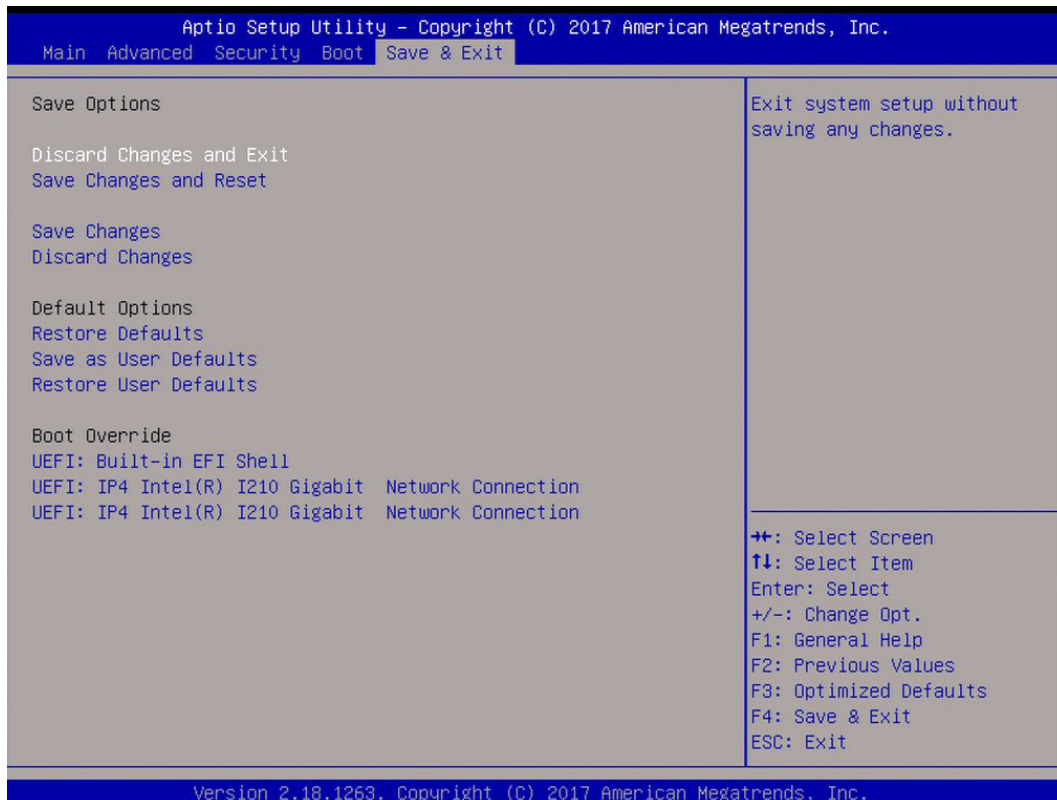 Aptio Setup Utility – Copyright (C) 2017 American Megatrends, Inc.
Main Advanced Security Boot Save & Exit
Save Options
Discard Changes and Exit
Save Changes and Reset
Save Changes
Discard Changes
Default Options
Restore Defaults
Save as User Defaults
Restore User Defaults
Boot Override
UEFI: Built-in EFI Shell
UEFI: IP4 Intel(R) I210 Gigabit Network Connection
UEFI: IP4 Intel(R) I210 Gigabit Network Connection
Exit system setup without
saving any changes.
→←: Select Screen
↑↓: Select Item
Enter: Select
+/-: Change Opt.
F1: General Help
F2: Previous Values
F3: Optimized Defaults
F4: Save & Exit
ESC: Exit
Version 2.18.1263. Copyright (C) 2017 American Megatrends, Inc.